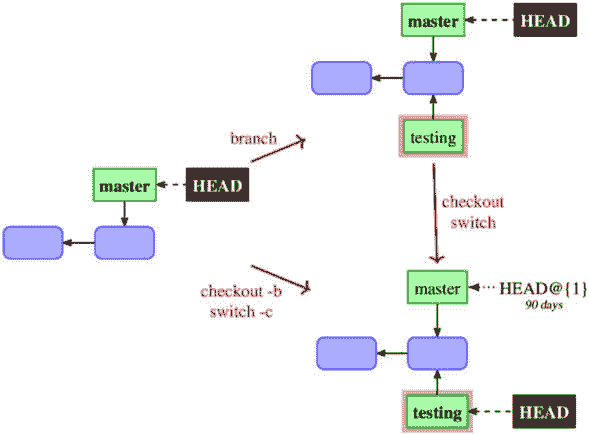 master HEAD
testing
branch
master HEAD
checkout
switch
checkout -b
switch -c
master HEAD@{1}
90 days
testing HEAD